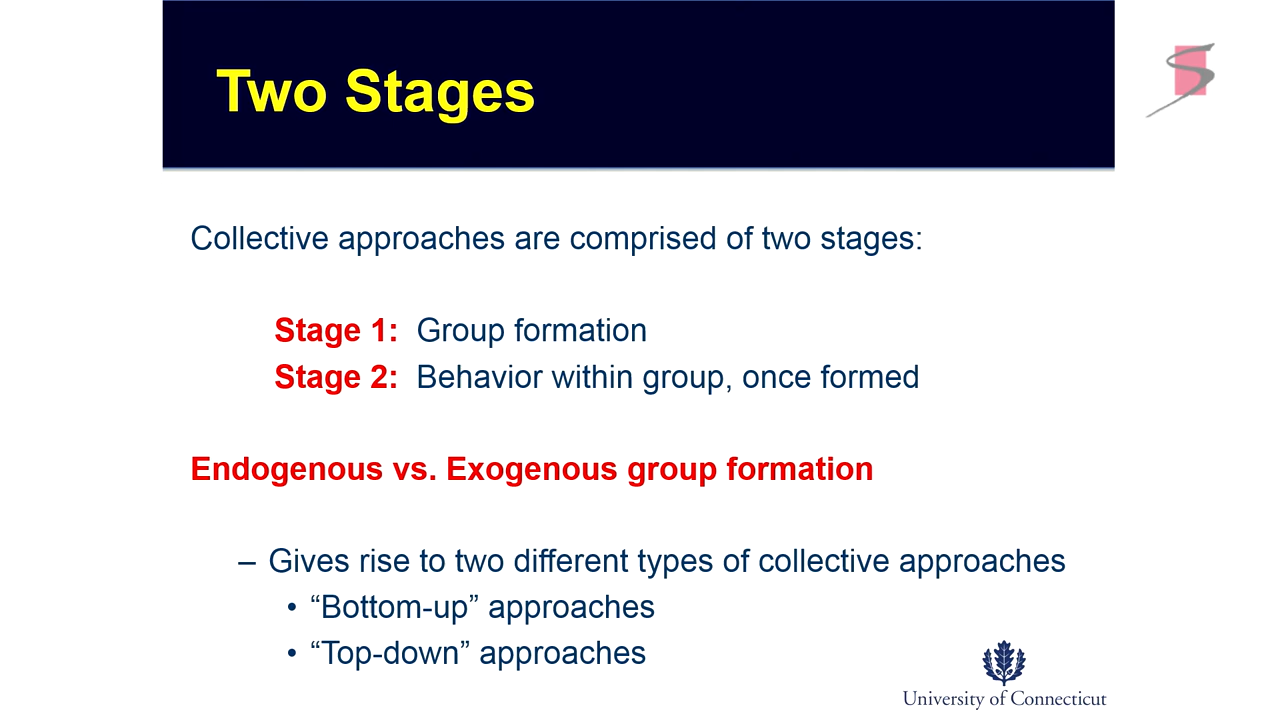 Two Stages
Collective approaches are comprised of two stages:
Stage 1: Group formation
Stage 2: Behavior within group, once formed
Endogenous vs. Exogenous group formation
– Gives rise to two different types of collective approaches
• “Bottom-up” approaches
• “Top-down” approaches
University of Connecticut